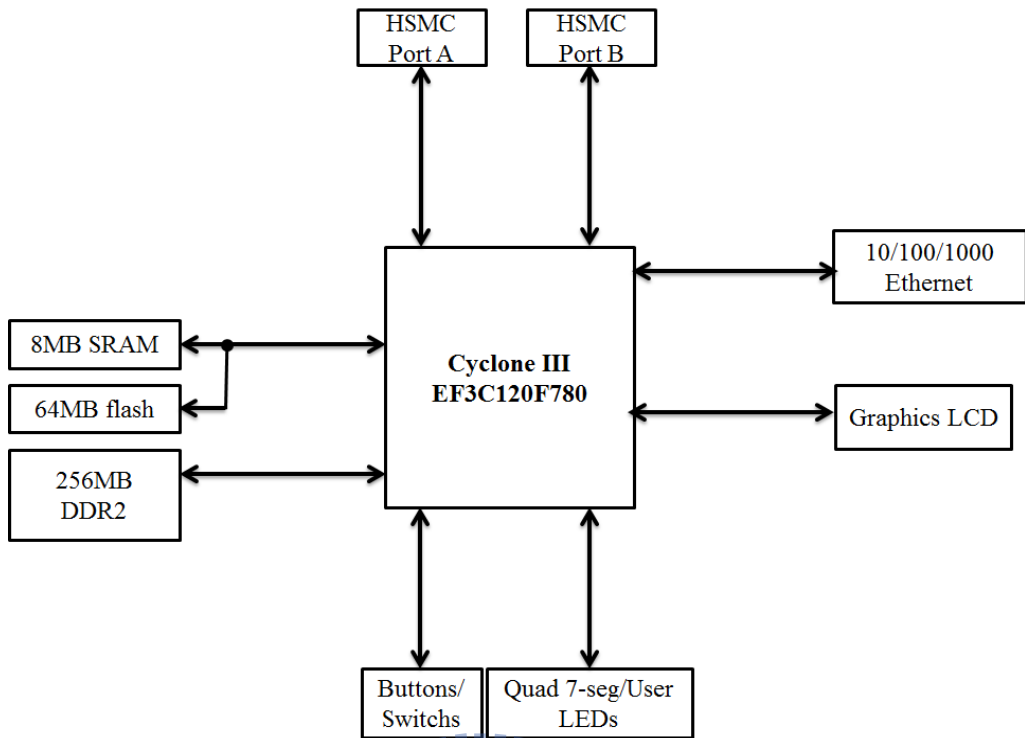 HSMC
Port A
HSMC
Port B
10/100/1000
Ethernet
8MB SRAM
Cyclone III
EF3C120F780
64MB flash
Graphics LCD
256MB
DDR2
Buttons/
Switchs
Quad 7-seg/User
LEDs